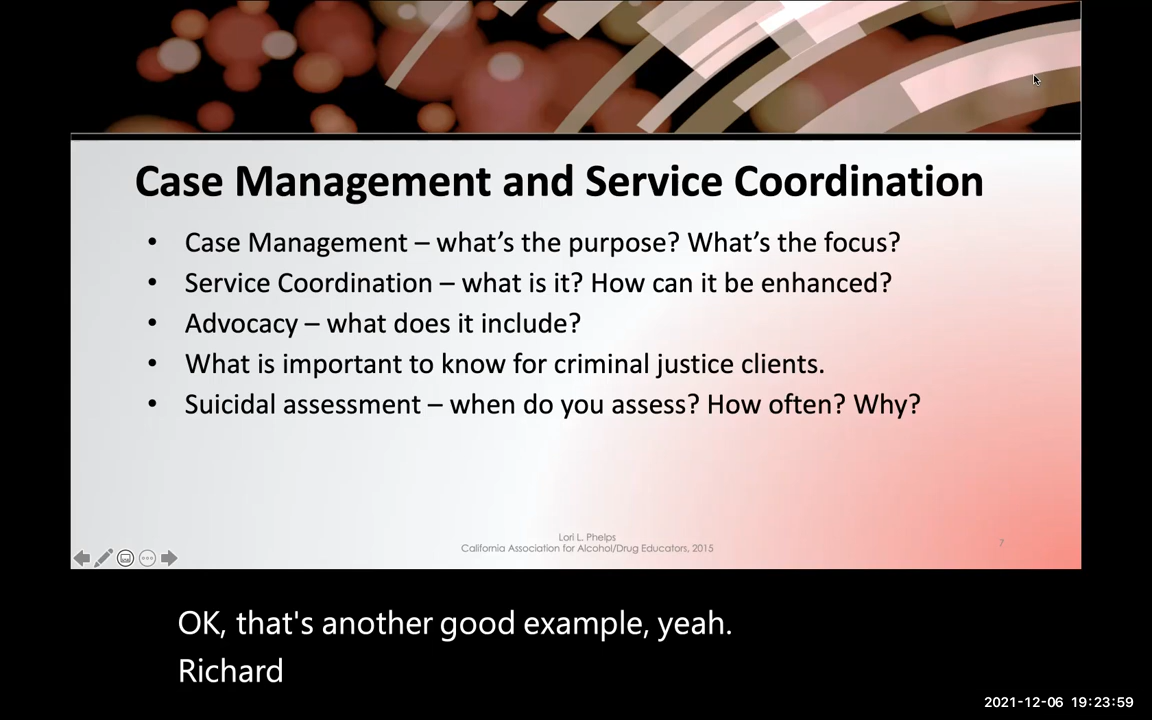 Case Management and Service Coordination
• Case Management – what's the purpose? What's the focus?
• Service Coordination – what is it? How can it be enhanced?
• Advocacy – what does it include?
• What is important to know for criminal justice clients.
• Suicidal assessment – when do you assess? How often? Why?
Lori L. Phelps
California Association for Alcohol/Drug Educators, 2015
7
OK, that's another good example, yeah.
Richard
2021-12-06 19:23:59